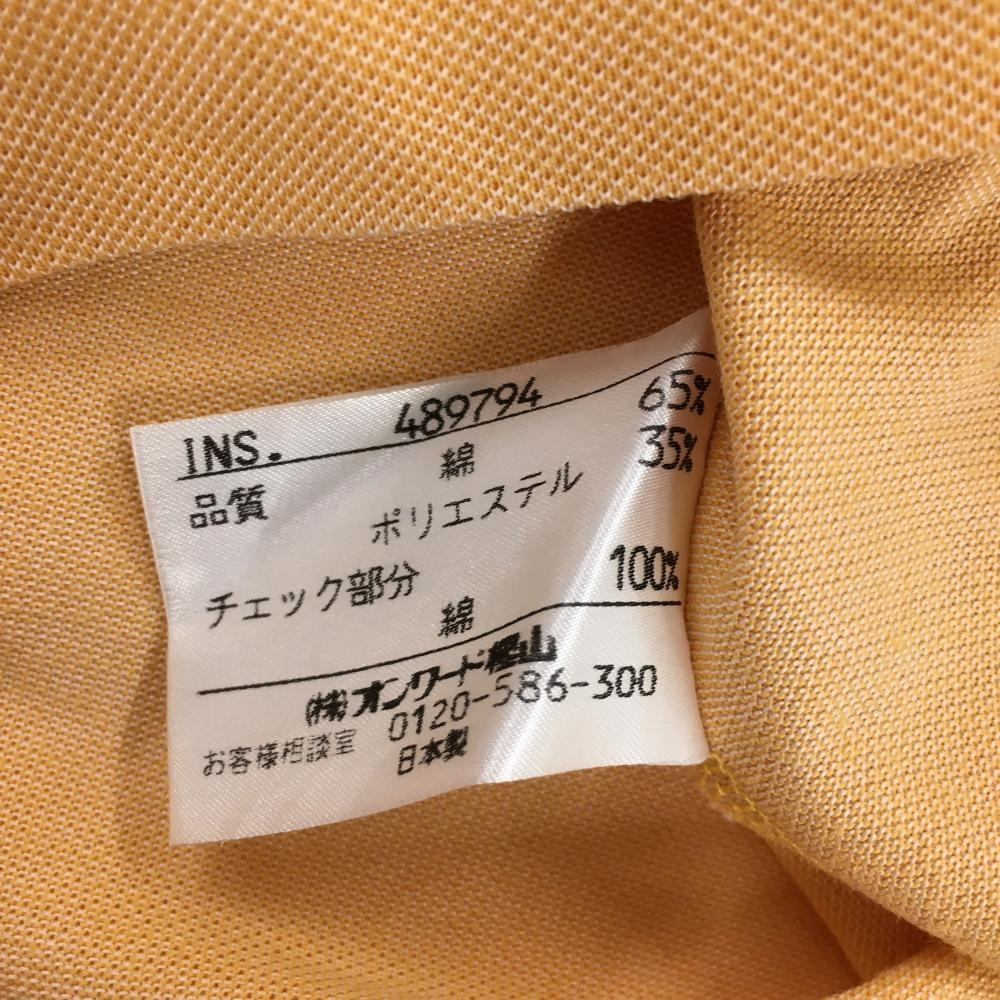 INS. 489794
品質 綿 65%
ポリエステル 35%
チェック部分
綿 100%
㈱オンワード樫山
お客様相談室 0120-586-300
日本製